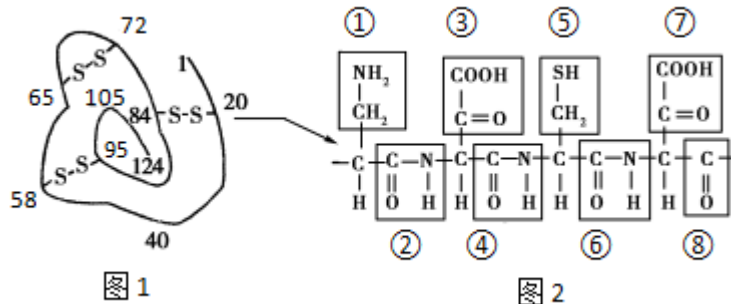 ① ③ ⑤ ⑦
72
1
NH₂ COOH SH COOH
S
S
65 105 84 S-S 20
CH₂ C=O CH₂ C=O
95
124
S
S
58
40
C C N C C N C C N C C
H O H H O H H O H H O
② ④ ⑥ ⑧
图 1 图 2